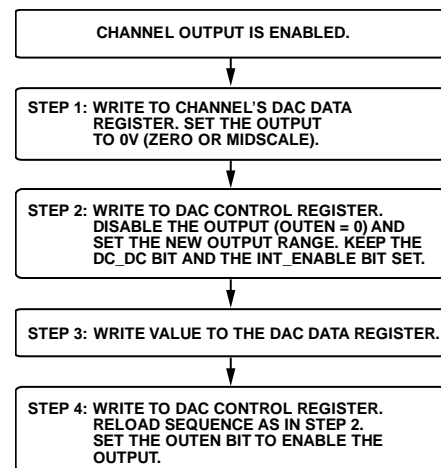 CHANNEL OUTPUT IS ENABLED.
STEP 1: WRITE TO CHANNEL'S DAC DATA
REGISTER. SET THE OUTPUT
TO 0V (ZERO OR MIDSCALE).
STEP 2: WRITE TO DAC CONTROL REGISTER.
DISABLE THE OUTPUT (OUTEN = 0) AND
SET THE NEW OUTPUT RANGE. KEEP THE
DC_DC BIT AND THE INT_ENABLE BIT SET.
STEP 3: WRITE VALUE TO THE DAC DATA REGISTER.
STEP 4: WRITE TO DAC CONTROL REGISTER.
RELOAD SEQUENCE AS IN STEP 2.
SET THE OUTEN BIT TO ENABLE THE
OUTPUT.